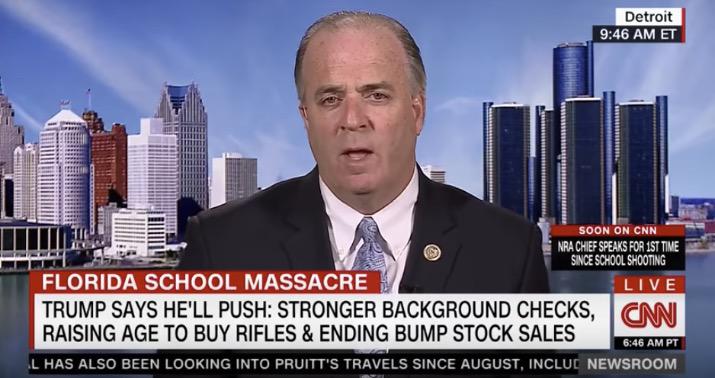 Detroit
9:46 AM ET
SOON ON CNN
NRA CHIEF SPEAKS FOR 1ST TIME
SINCE SCHOOL SHOOTING
FLORIDA SCHOOL MASSACRE
LIVE
TRUMP SAYS HE'LL PUSH: STRONGER BACKGROUND CHECKS,
RAISING AGE TO BUY RIFLES & ENDING BUMP STOCK SALES
CNN
6:46 AM PT
L HAS ALSO BEEN LOOKING INTO PRUITT'S TRAVELS SINCE AUGUST, INCLUD
NEWSROOM